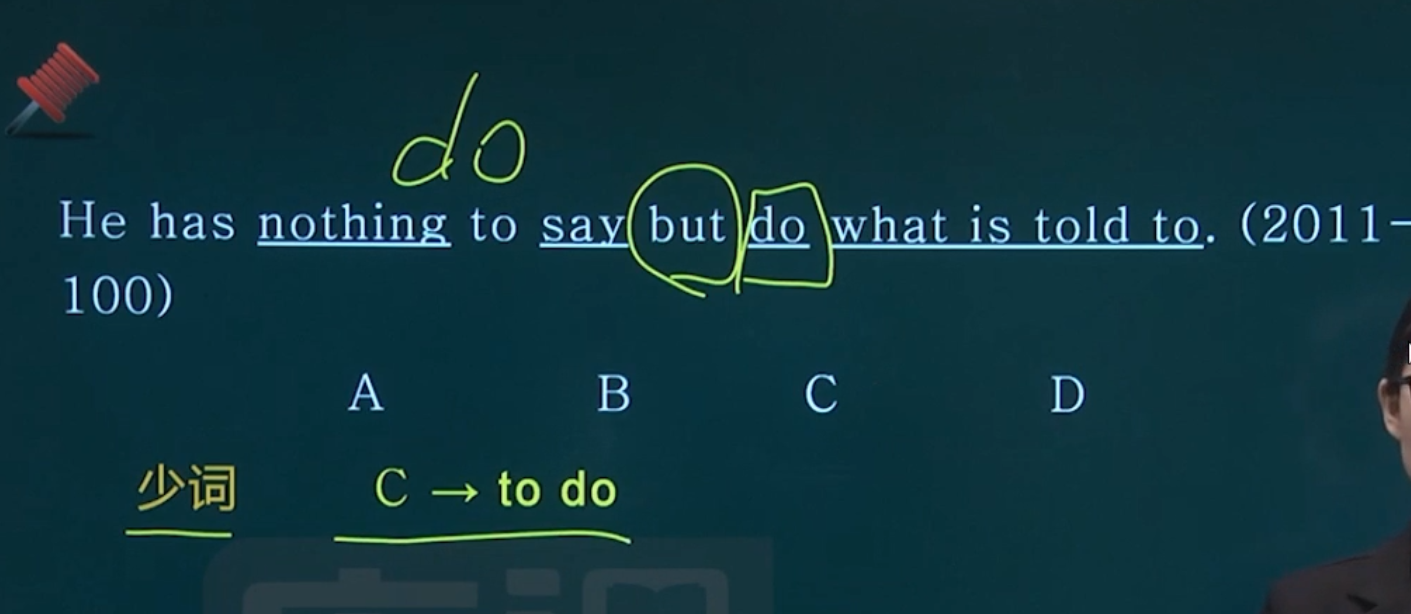 do
He has nothing to say but do what is told to. (2011-
100)
A B C D
少词 C → to do